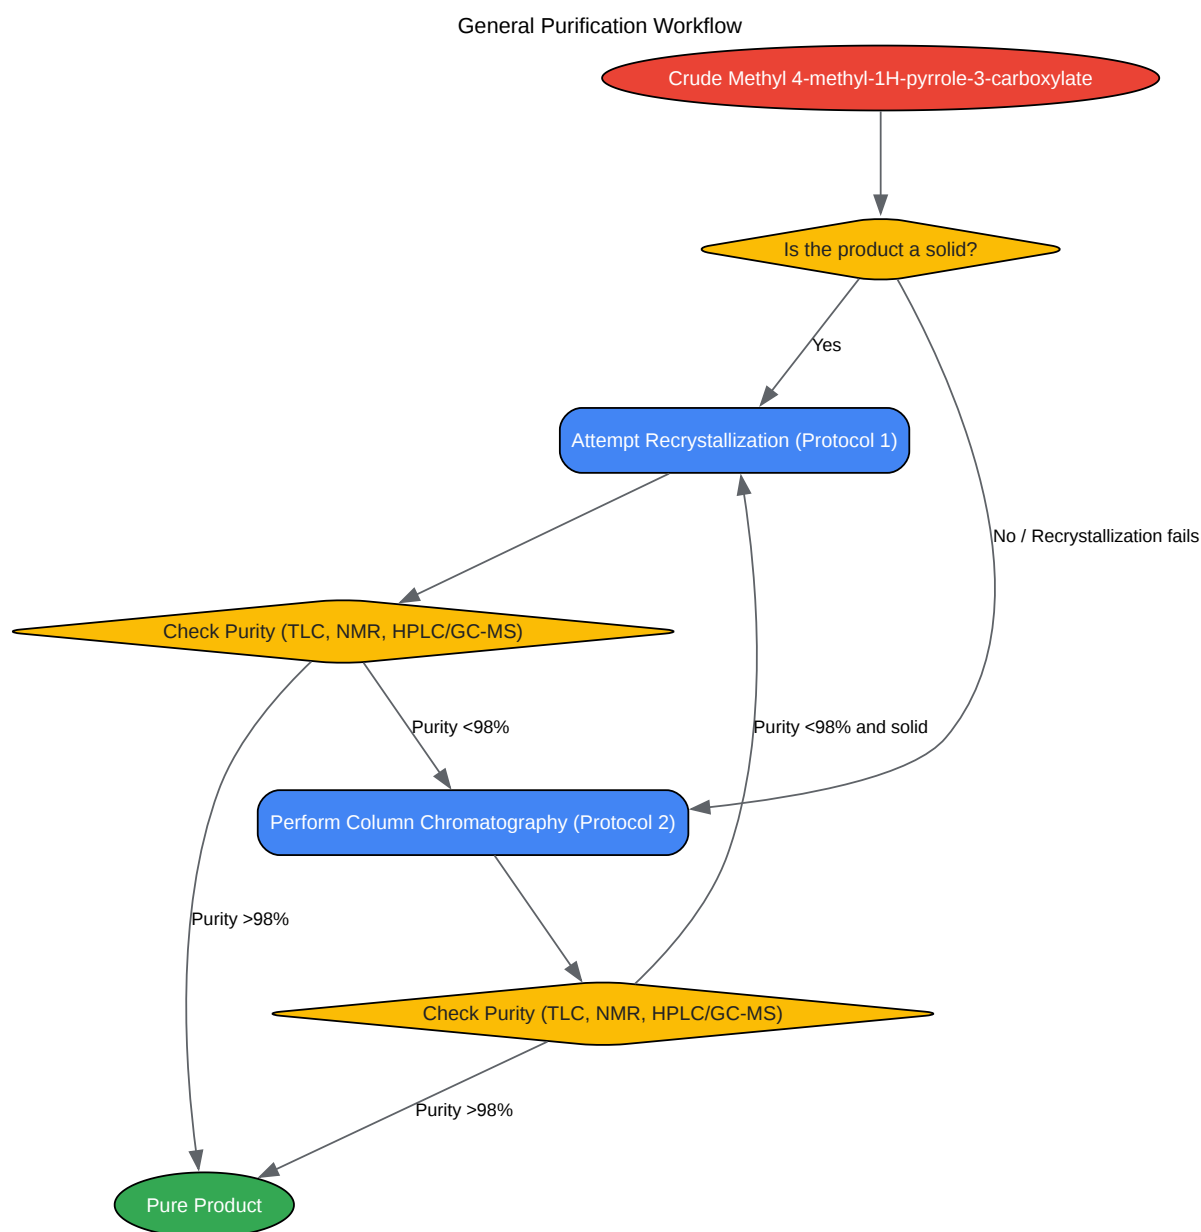 General Purification Workflow
Crude Methyl 4-methyl-1H-pyrrole-3-carboxylate
Is the product a solid?
Yes
Attempt Recrystallization (Protocol 1)
No / Recrystallization fails
Check Purity (TLC, NMR, HPLC/GC-MS)
Purity <98%
Purity <98% and solid
Perform Column Chromatography (Protocol 2)
Purity >98%
Check Purity (TLC, NMR, HPLC/GC-MS)
Purity >98%
Pure Product